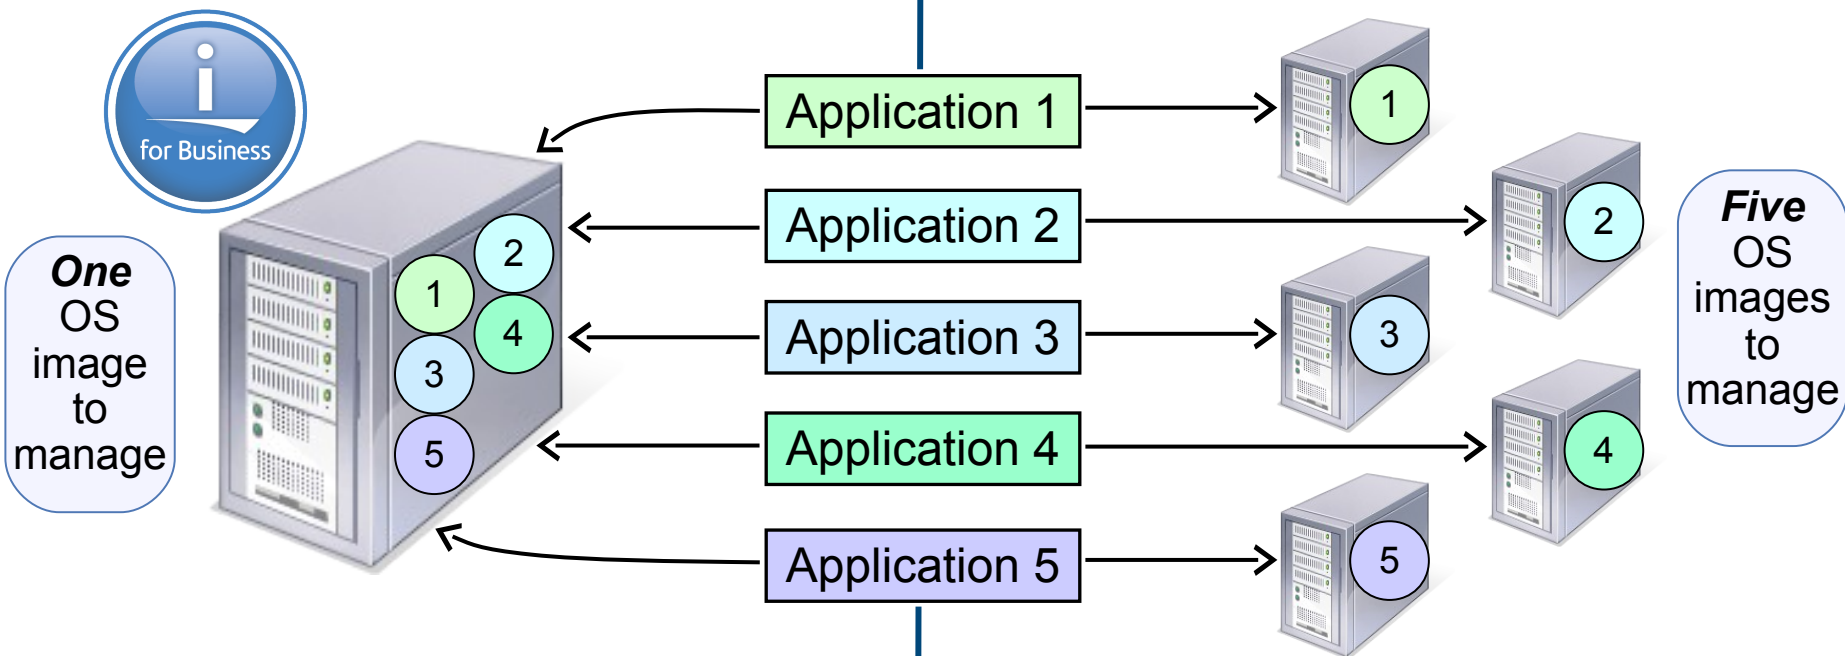 i
for Business
One
OS
image
to
manage
1
2
3
4
5
Application 1
Application 2
Application 3
Application 4
Application 5
1
2
3
4
5
Five
OS
images
to
manage